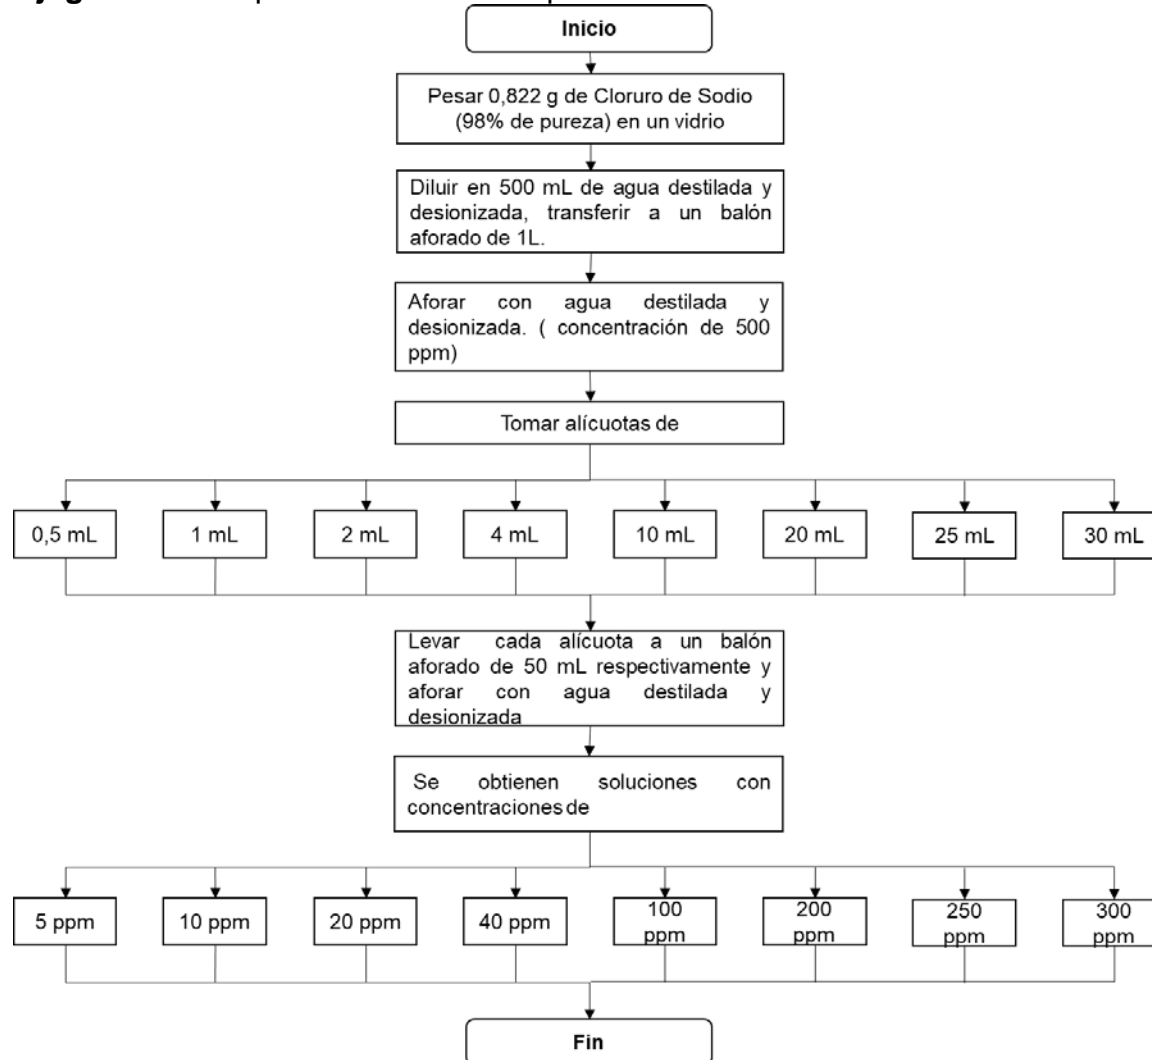 Inicio
Pesar 0,822 g de Cloruro de Sodio
(98% de pureza) en un vidrio
Diluir en 500 mL de agua destilada y
desionizada, transferir a un balón
aforado de 1L.
Aforar con agua destilada y
desionizada. ( concentración de 500
ppm)
Tomar alícuotas de
0,5 mL
1 mL
2 mL
4 mL
10 mL
20 mL
25 mL
30 mL
Levar cada alícuota a un balón
aforado de 50 mL respectivamente y
aforar con agua destilada y
desionizada
Se obtienen soluciones con
concentraciones de
5 ppm
10 ppm
20 ppm
40 ppm
100
ppm
200
ppm
250
ppm
300
ppm
Fin